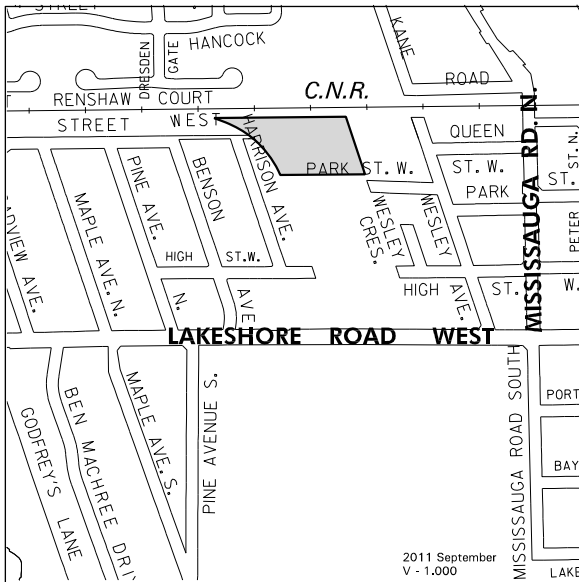 STREET
HANCOCK
DRESDEN
GATE
KANE
ROAD
C.N.R.
RENSHAW COURT
STREET WEST
QUEEN
MISSISSAUGA RD. N.
HARRISON AVE.
PARK ST. W.
ST. W.
PARK
ST.
ST. N.
PETER
PINE AVE.
BENSON
MAPLE AVE. N.
AVE.
WESLEY
CRES.
WESLEY
HIGH ST. W.
HIGH
AVE.
ST. W.
N.
AVE
LAKESHORE ROAD WEST
MAPLE AVE. S.
PINE AVENUE S.
BEN MACHREE DRI
GODFREY'S LANE
MISSISSAUGA ROAD SOUTH
PORT
BAY
LAKE
2011 September
V - 1.000